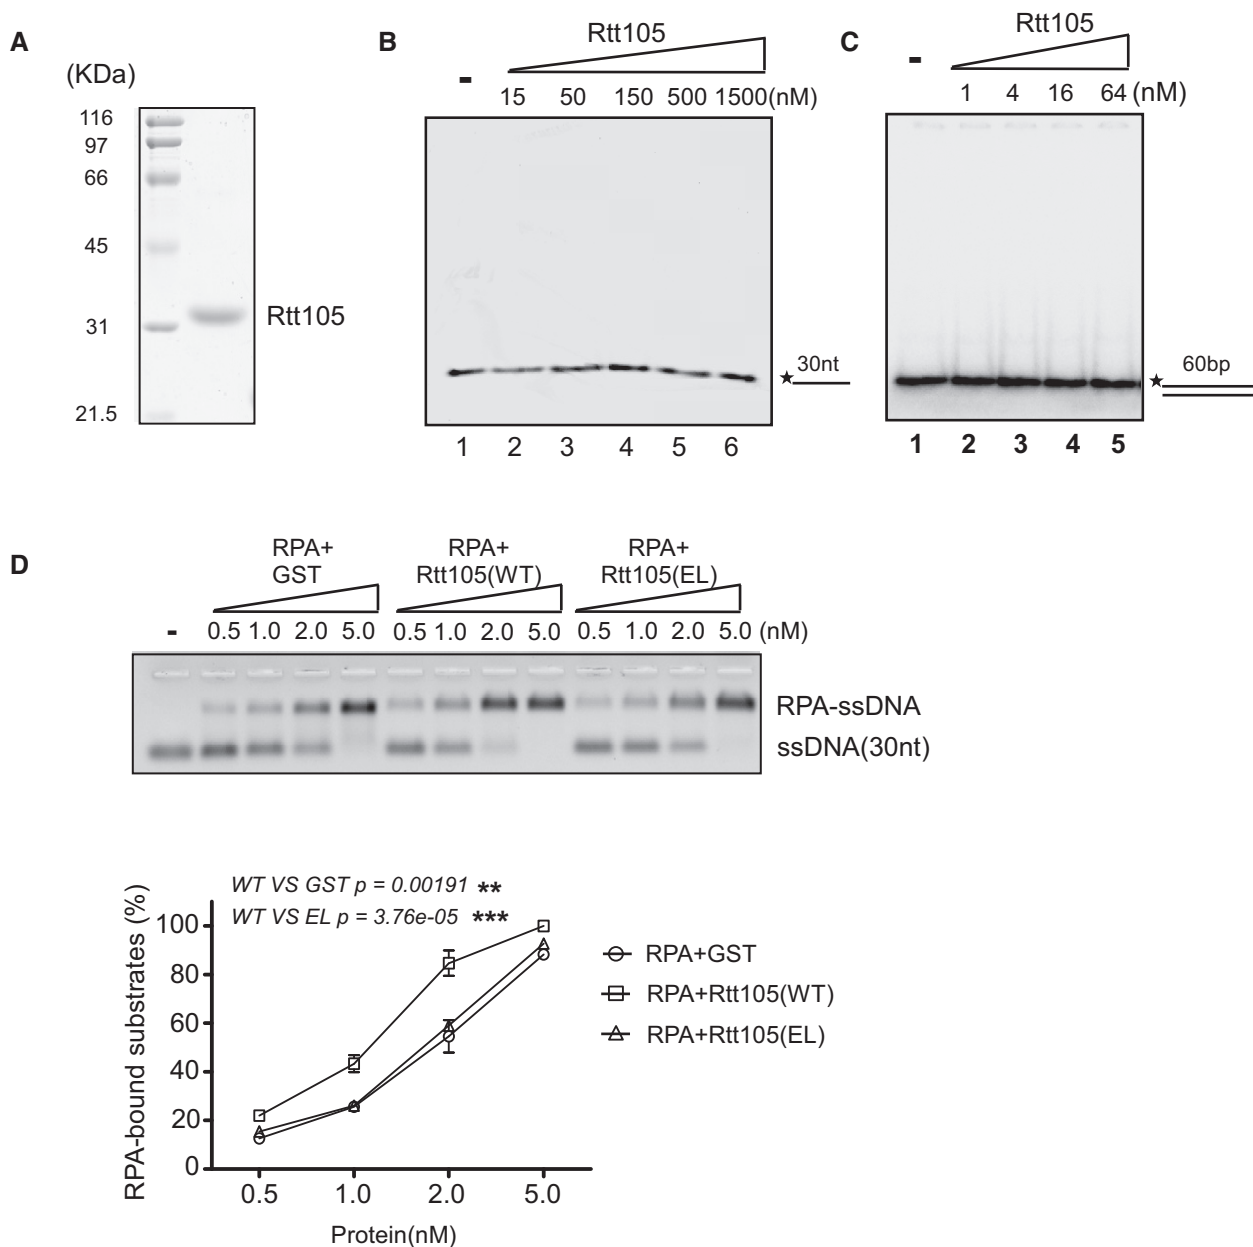 A
(KDa)
116
97
66
45
31
21.5
Rtt105
B
Rtt105
-
15 50 150 500 1500(nM)
★ 30nt
1 2 3 4 5 6
C
Rtt105
-
1 4 16 64 (nM)
★ 60bp
1 2 3 4 5
D
RPA+
GST
RPA+
Rtt105(WT)
RPA+
Rtt105(EL)
- 0.5 1.0 2.0 5.0 0.5 1.0 2.0 5.0 0.5 1.0 2.0 5.0 (nM)
RPA-ssDNA
ssDNA(30nt)
WT VS GST p = 0.00191 **
WT VS EL p = 3.76e-05 ***
RPA-bound substrates (%)
100
80
60
40
20
0
0.5 1.0 2.0 5.0
Protein(nM)
RPA+GST
RPA+Rtt105(WT)
RPA+Rtt105(EL)